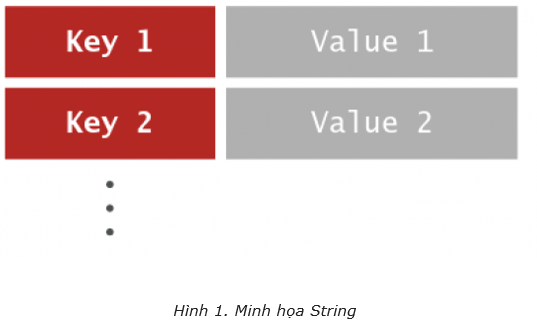 Key 1 Value 1
Key 2 Value 2
Hình 1. Minh họa String